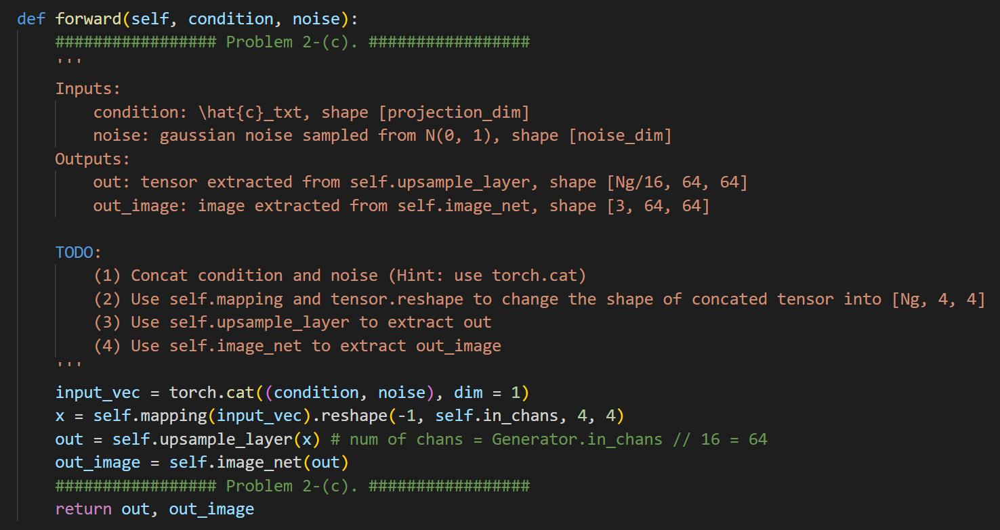 def forward(self, condition, noise):
    ################# Problem 2-(c). #################
    '''
    Inputs:
        condition: \hat{c}_txt, shape [projection_dim]
        noise: gaussian noise sampled from N(0, 1), shape [noise_dim]
    Outputs:
        out: tensor extracted from self.upsample_layer, shape [Ng/16, 64, 64]
        out_image: image extracted from self.image_net, shape [3, 64, 64]
    TODO:
        (1) Concat condition and noise (Hint: use torch.cat)
        (2) Use self.mapping and tensor.reshape to change the shape of concated tensor into [Ng, 4, 4]
        (3) Use self.upsample_layer to extract out
        (4) Use self.image_net to extract out_image
    '''
    input_vec = torch.cat((condition, noise), dim = 1)
    x = self.mapping(input_vec).reshape(-1, self.in_chans, 4, 4)
    out = self.upsample_layer(x) # num of chans = Generator.in_chans // 16 = 64
    out_image = self.image_net(out)
    ################# Problem 2-(c). #################
    return out, out_image